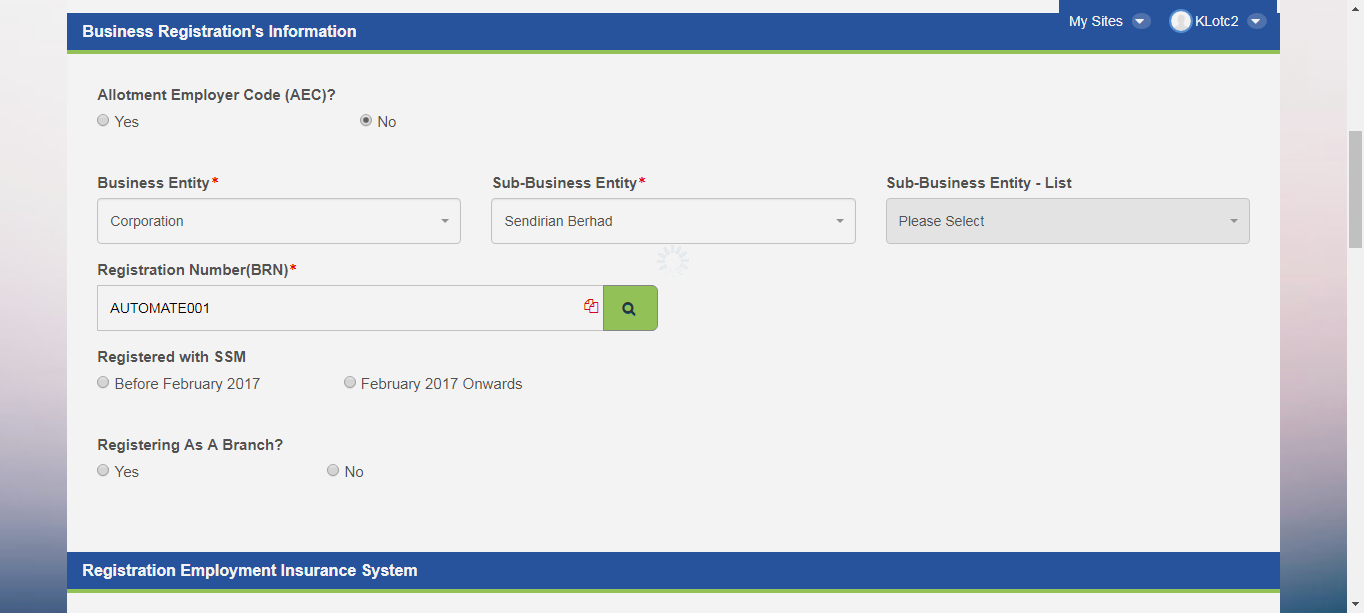 My Sites KLotc2
Business Registration's Information
Allotment Employer Code (AEC)?
Yes No
Business Entity* Sub-Business Entity* Sub-Business Entity - List
Corporation Sendirian Berhad Please Select
Registration Number(BRN)*
AUTOMATE001
Registered with SSM
Before February 2017 February 2017 Onwards
Registering As A Branch?
Yes No
Registration Employment Insurance System